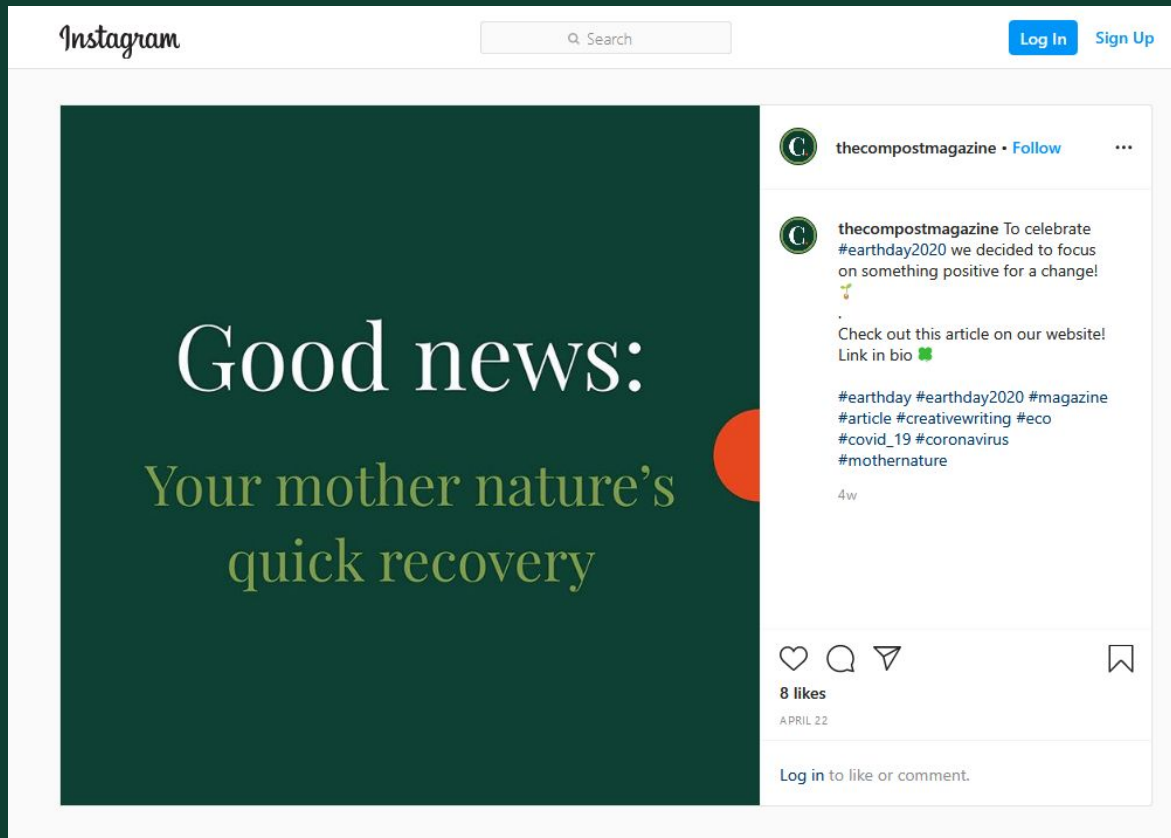 Instagram
Search
Log In
Sign Up
Good news:
Your mother nature’s
quick recovery
C.
thecompostmagazine • Follow
C.
thecompostmagazine To celebrate
#earthday2020 we decided to focus
on something positive for a change!
🌱
.
Check out this article on our website!
Link in bio 🍀
#earthday #earthday2020 #magazine
#article #creativewriting #eco
#covid_19 #coronavirus
#mothernature
4w
8 likes
APRIL 22
Log in to like or comment.